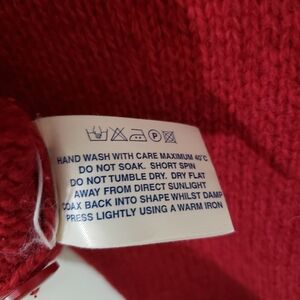 HAND WASH WITH CARE MAXIMUM 40°C
DO NOT SOAK. SHORT SPIN
DO NOT TUMBLE DRY. DRY FLAT
AWAY FROM DIRECT SUNLIGHT
COAX BACK INTO SHAPE WHILST DAMP
PRESS LIGHTLY USING A WARM IRON